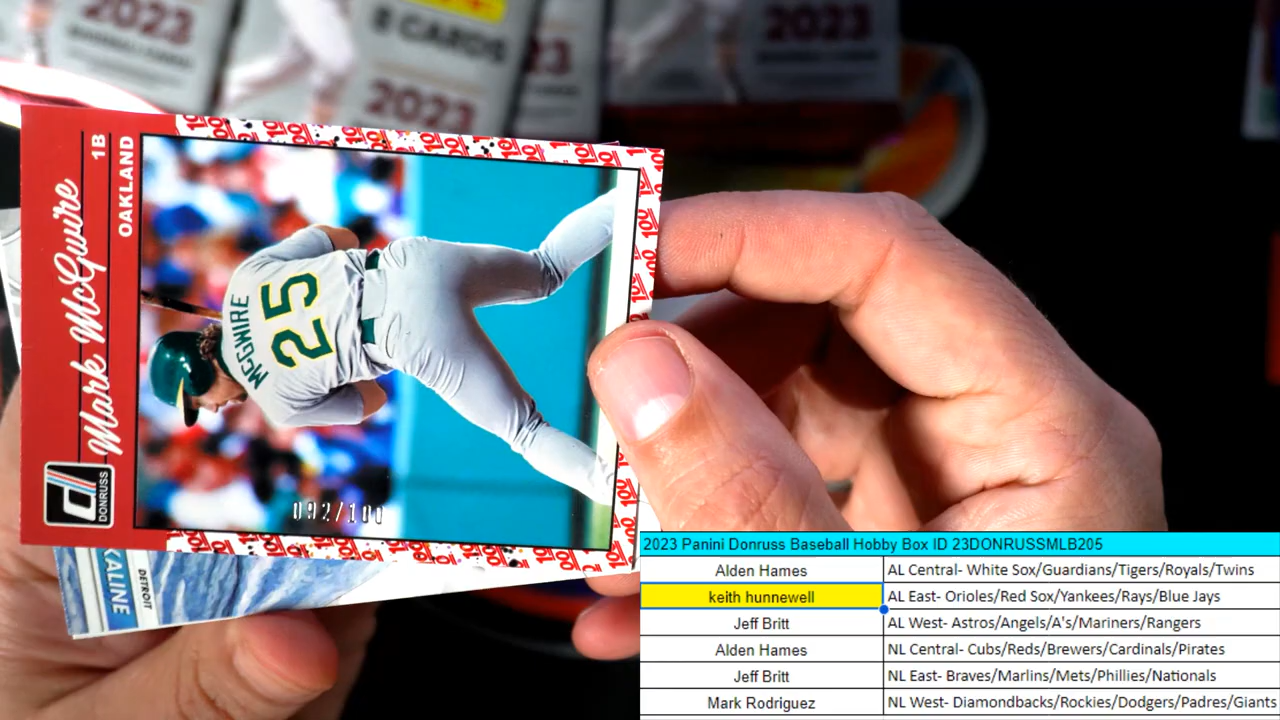 2023
8 CARDS
2023
23
2023
1B
OAKLAND
Mark McGwire
DONRUSS
McGWIRE
25
092/100
KALINE
DETROIT
2023 Panini Donruss Baseball Hobby Box ID 23DONRUSSMLB205
Alden Hames AL Central- White Sox/Guardians/Tigers/Royals/Twins
keith hunnewell AL East- Orioles/Red Sox/Yankees/Rays/Blue Jays
Jeff Britt AL West- Astros/Angels/A's/Mariners/Rangers
Alden Hames NL Central- Cubs/Reds/Brewers/Cardinals/Pirates
Jeff Britt NL East- Braves/Marlins/Mets/Phillies/Nationals
Mark Rodriguez NL West- Diamondbacks/Rockies/Dodgers/Padres/Giants